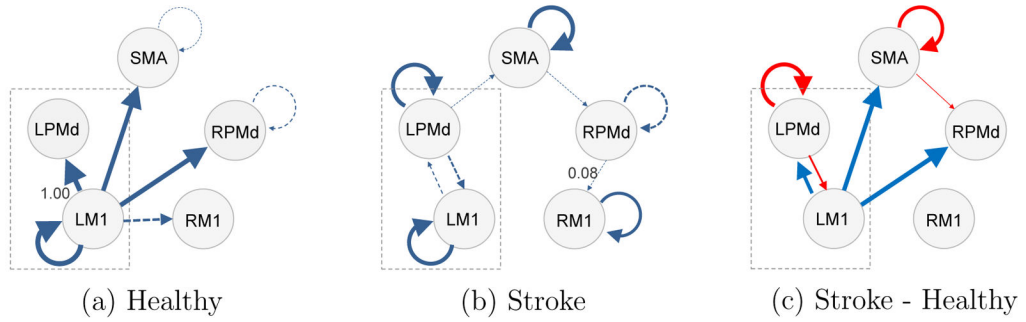 SMA
LPMd
RPMd
1.00
LM1
RM1
(a) Healthy
SMA
LPMd
RPMd
0.08
LM1
RM1
(b) Stroke
SMA
LPMd
RPMd
LM1
RM1
(c) Stroke - Healthy